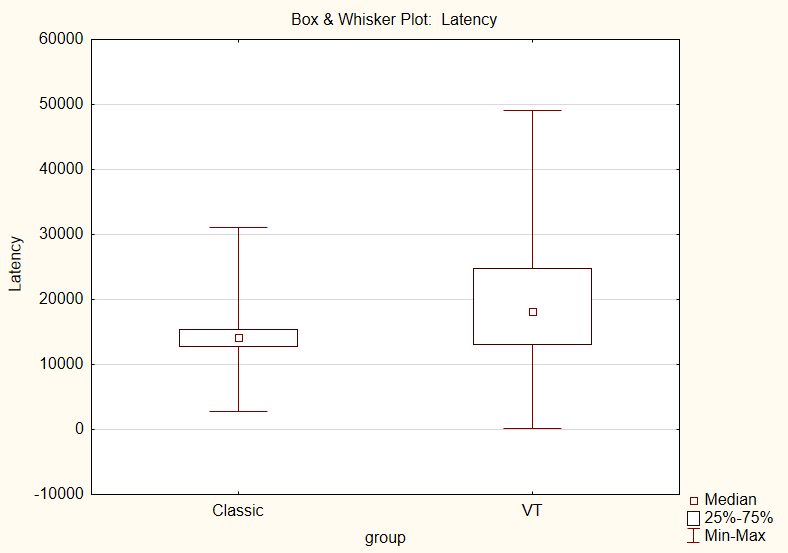 Box & Whisker Plot: Latency
60000
50000
40000
30000
20000
10000
0
-10000
Latency
Classic
VT
group
Median
25%-75%
Min-Max